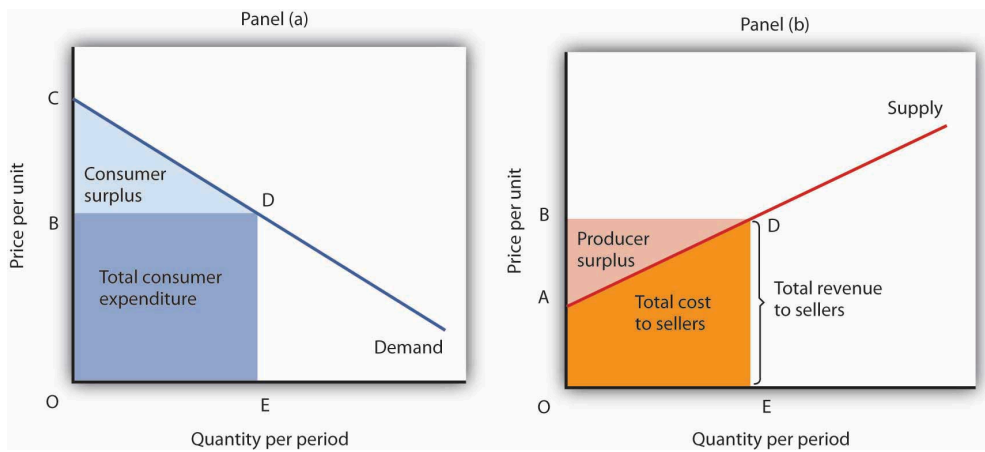 Panel (a)
C
Consumer
surplus
D
B
Total consumer
expenditure
Demand
O
E
Price per unit
Quantity per period
Panel (b)
Supply
B
D
Producer
surplus
A
Total cost
to sellers
Total revenue
to sellers
O
E
Price per unit
Quantity per period